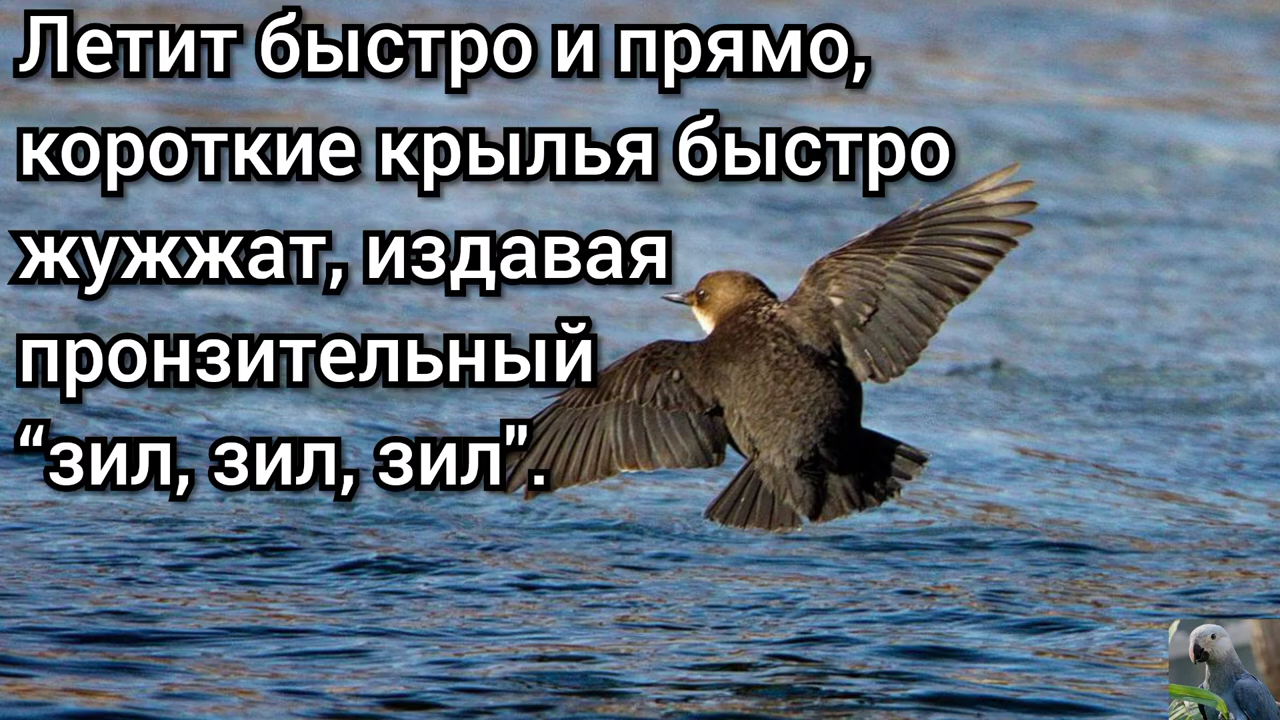 Летит быстро и прямо,
короткие крылья быстро
жужжат, издавая
пронзительный
“зил, зил, зил”.